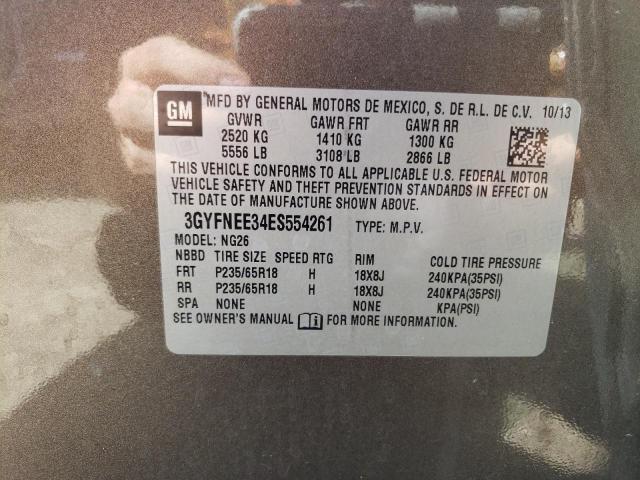 GM
MFD BY GENERAL MOTORS DE MEXICO, S. DE R.L. DE C.V. 10/13
GVWR GAWR FRT GAWR RR
2520 KG 1410 KG 1300 KG
5556 LB 3108 LB 2866 LB
THIS VEHICLE CONFORMS TO ALL APPLICABLE U.S. FEDERAL MOTOR
VEHICLE SAFETY AND THEFT PREVENTION STANDARDS IN EFFECT ON
THE DATE OF MANUFACTURE SHOWN ABOVE.
3GYFNEE34ES554261 TYPE: M.P.V.
MODEL: NG26
NBBD TIRE SIZE SPEED RTG RIM COLD TIRE PRESSURE
FRT P235/65R18 H 18X8J 240KPA(35PSI)
RR P235/65R18 H 18X8J 240KPA(35PSI)
SPA NONE NONE KPA(PSI)
SEE OWNER'S MANUAL FOR MORE INFORMATION.